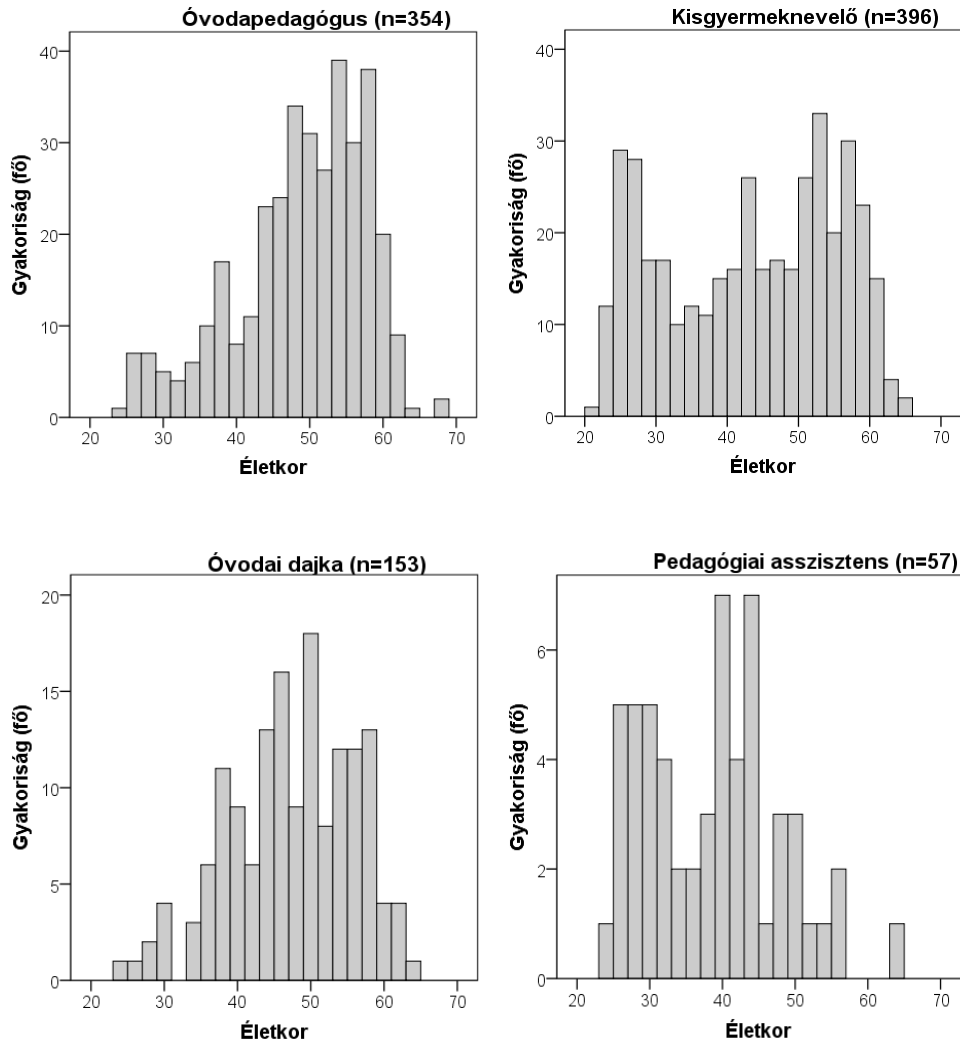 Óvodapedagógus (n=354)
Gyakoriság (fő)
40
30
20
10
0
20 30 40 50 60 70
Életkor
Kisgyermeknevelő (n=396)
Gyakoriság (fő)
40
30
20
10
0
20 30 40 50 60 70
Életkor
Óvodai dajka (n=153)
Gyakoriság (fő)
20
15
10
5
0
20 30 40 50 60 70
Életkor
Pedagógiai asszisztens (n=57)
Gyakoriság (fő)
6
4
2
0
20 30 40 50 60 70
Életkor